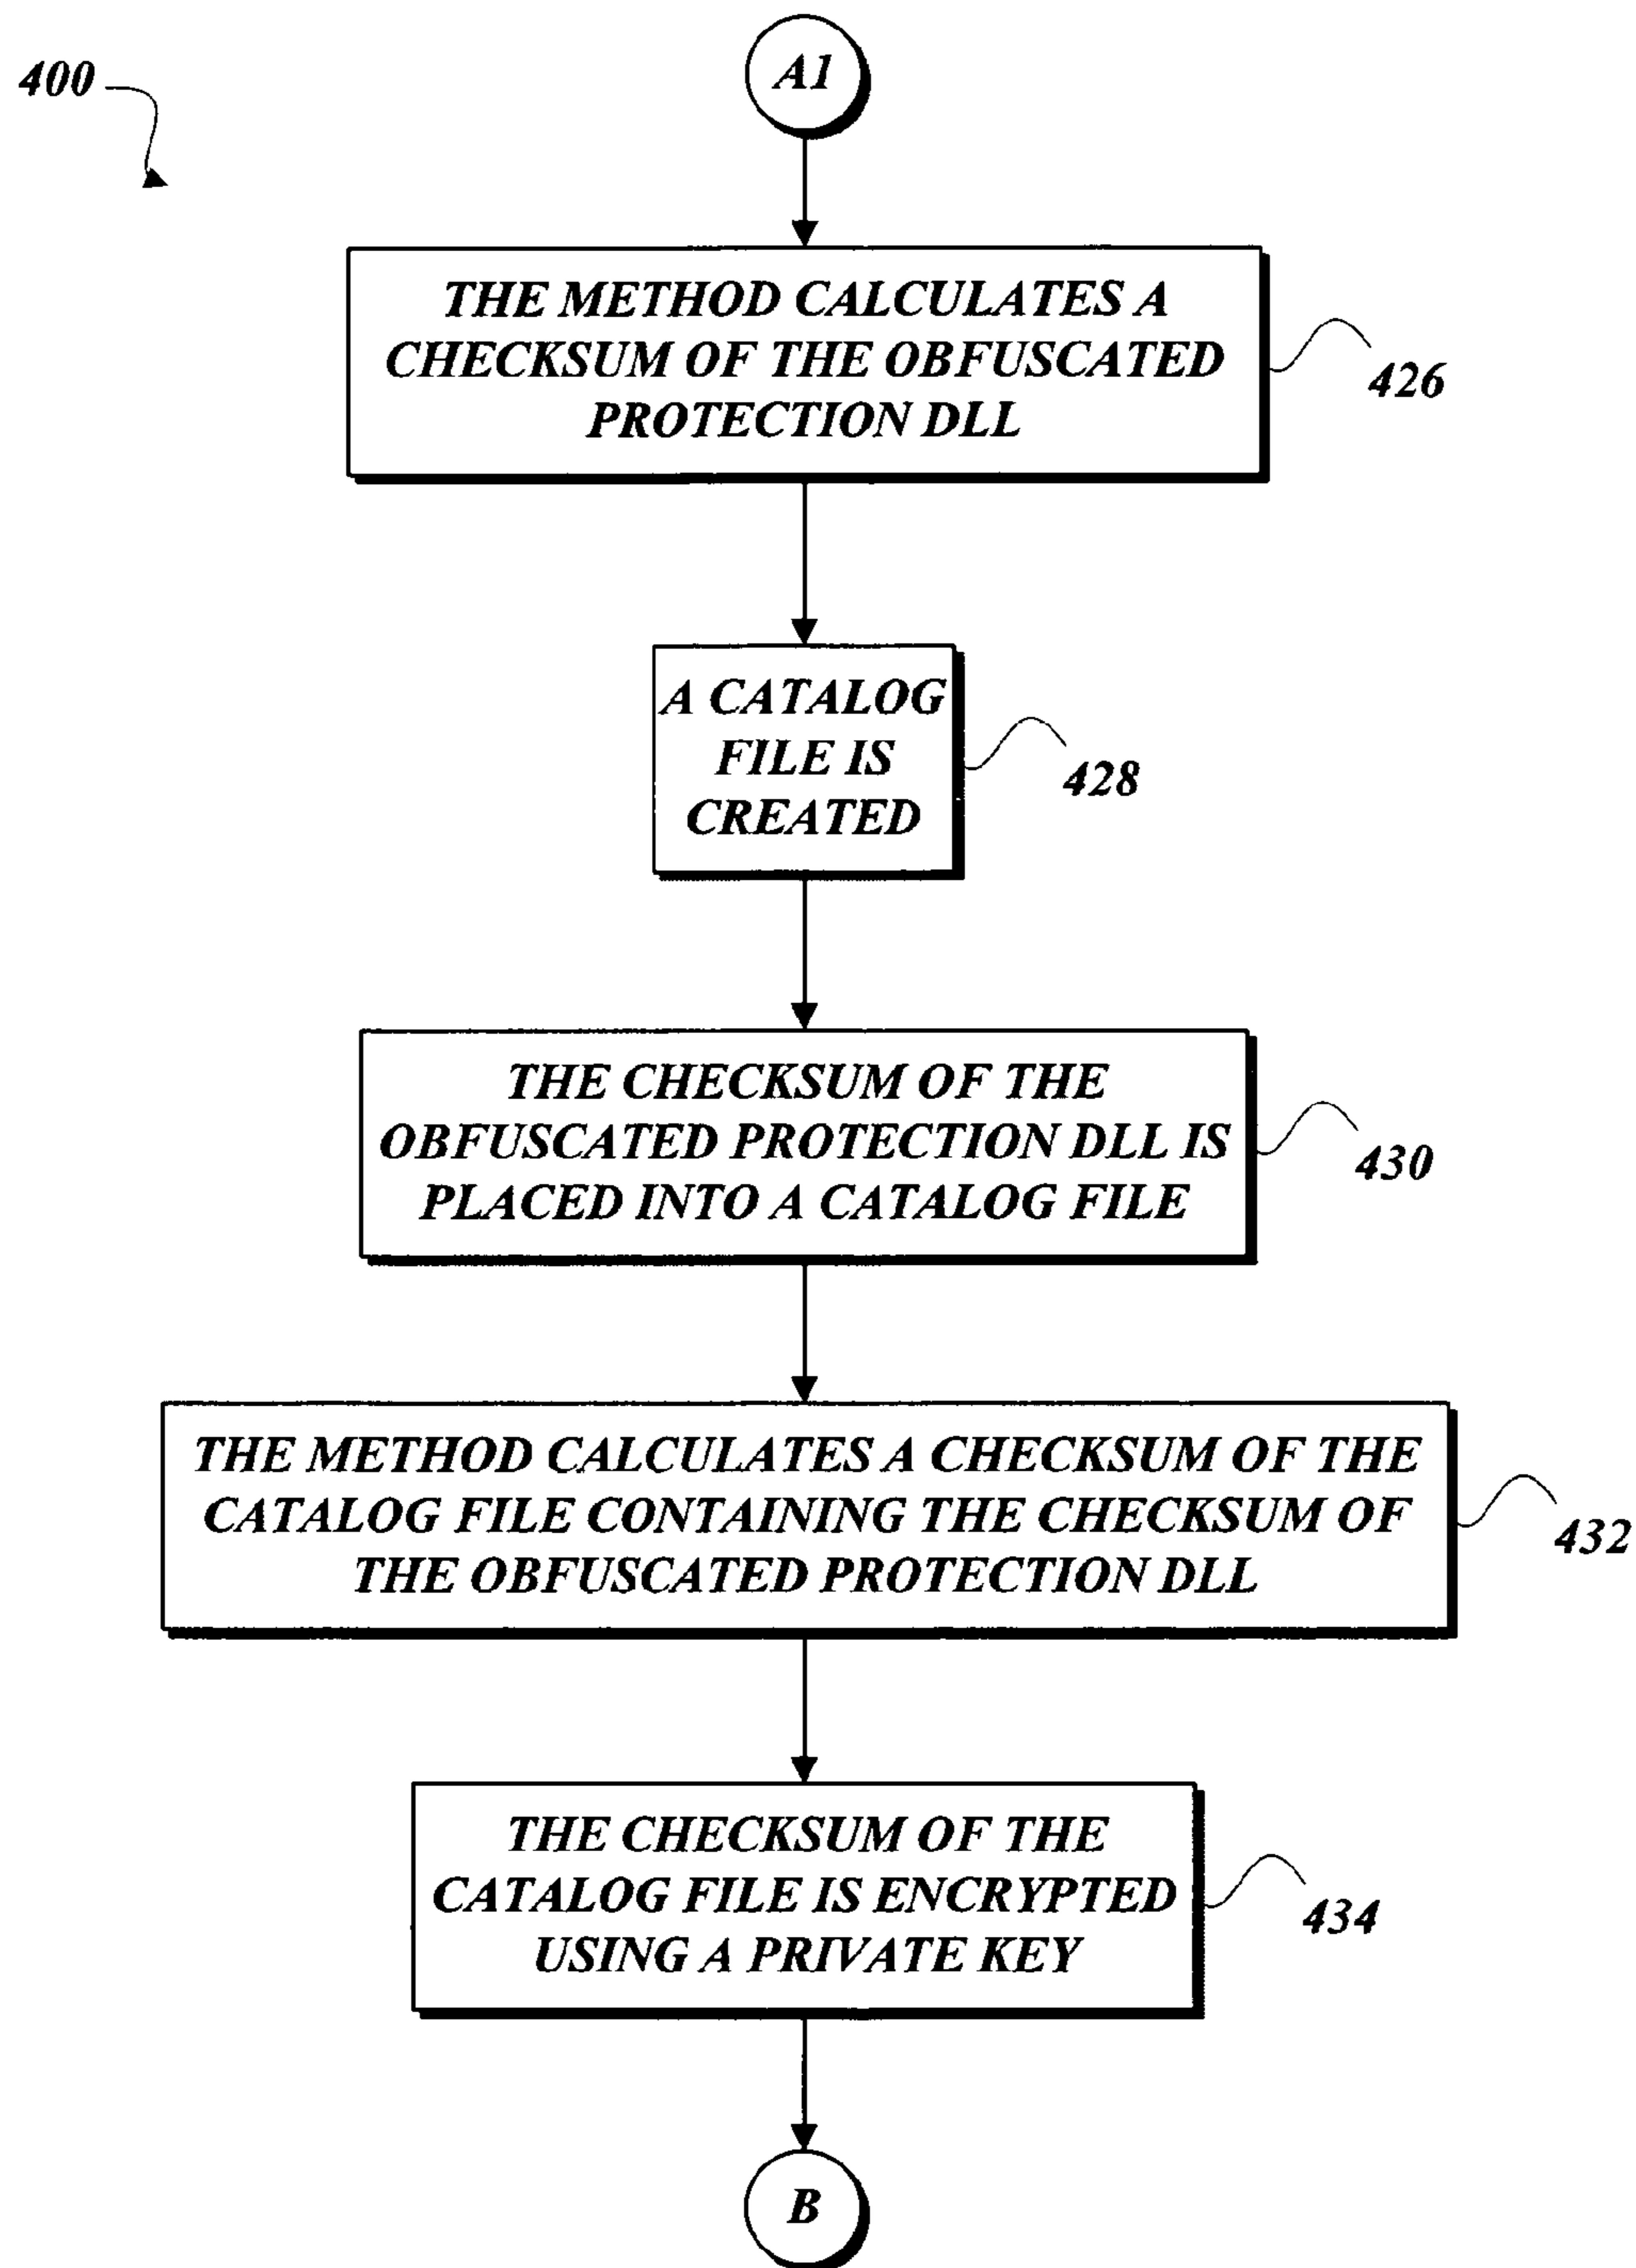 A1
400
THE METHOD CALCULATES A
CHECKSUM OF THE OBFUSCATED
PROTECTION DLL
426
A CATALOG
FILE IS
CREATED
428
THE CHECKSUM OF THE
OBFUSCATED PROTECTION DLL IS
PLACED INTO A CATALOG FILE
430
THE METHOD CALCULATES A CHECKSUM OF THE
CATALOG FILE CONTAINING THE CHECKSUM OF
THE OBFUSCATED PROTECTION DLL
432
THE CHECKSUM OF THE
CATALOG FILE IS ENCRYPTED
USING A PRIVATE KEY
434
B